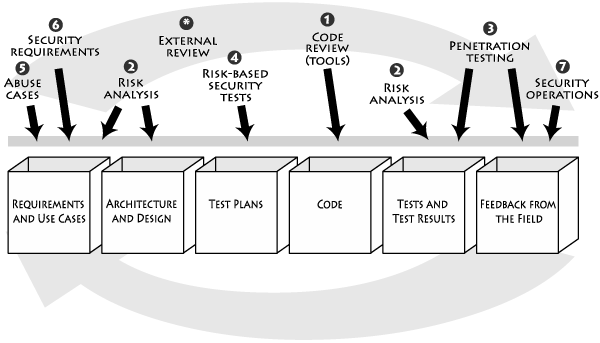 6
SECURITY
REQUIREMENTS
5
ABUSE
CASES
2
RISK
ANALYSIS
*
EXTERNAL
REVIEW
4
RISK-BASED
SECURITY
TESTS
1
CODE
REVIEW
(TOOLS)
2
RISK
ANALYSIS
3
PENETRATION
TESTING
7
SECURITY
OPERATIONS
REQUIREMENTS
AND USE CASES
ARCHITECTURE
AND DESIGN
TEST PLANS
CODE
TESTS AND
TEST RESULTS
FEEDBACK FROM
THE FIELD